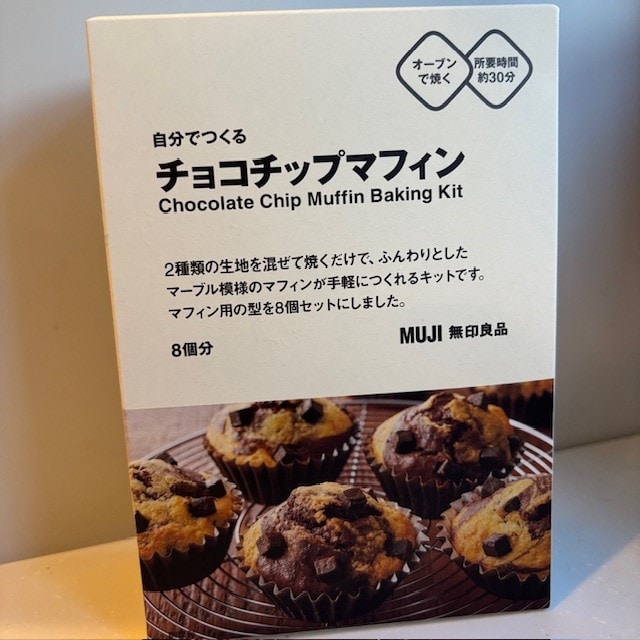 オーブン
で焼く
所要時間
約30分
自分でつくる
チョコチップマフィン
Chocolate Chip Muffin Baking Kit
2種類の生地を混ぜて焼くだけで、ふんわりとした
マーブル模様のマフィンが手軽につくれるキットです。
マフィン用の型を8個セットにしました。
8個分
MUJI 無印良品